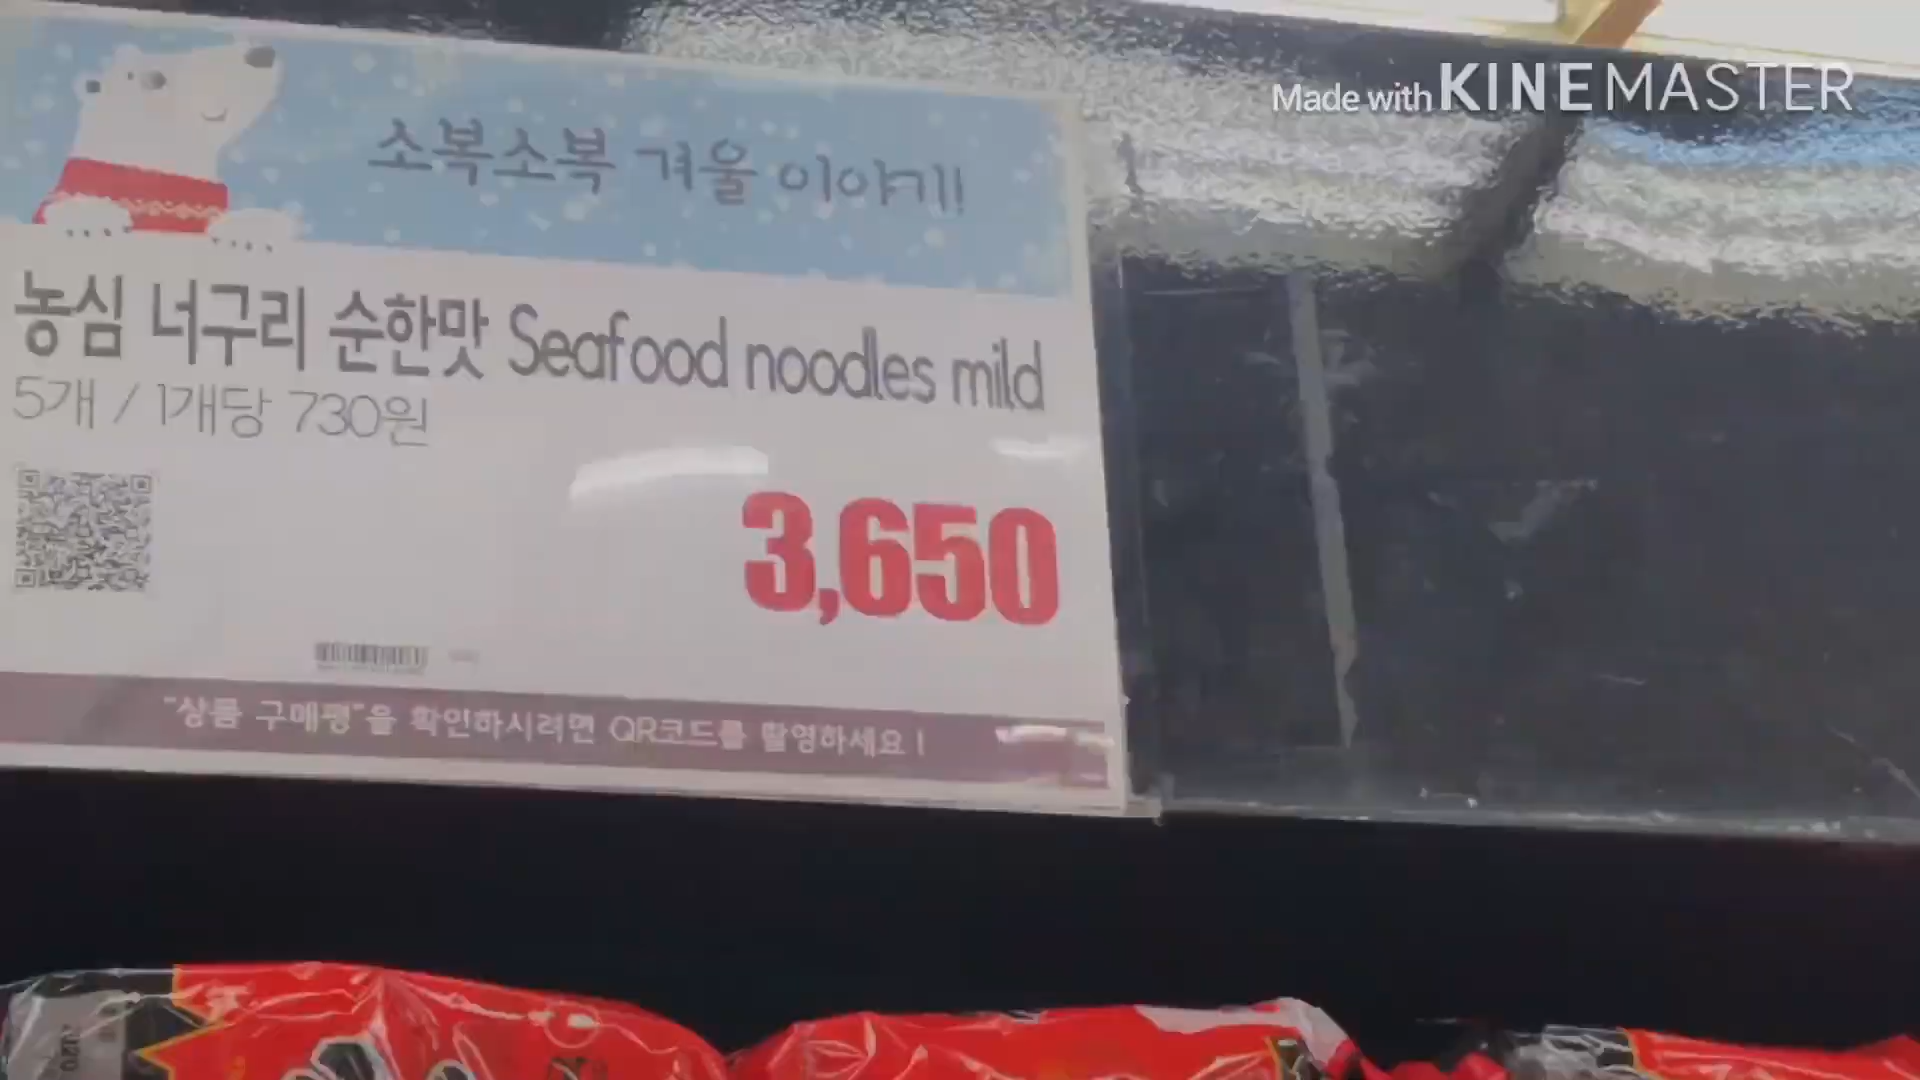 Made with KINEMASTER
소복소복 겨울 이야기!
농심 너구리 순한맛 Seafood noodles mild
5개 / 1개당 730원
3,650
"상품 구매평"을 확인하시려면 QR코드를 촬영하세요!